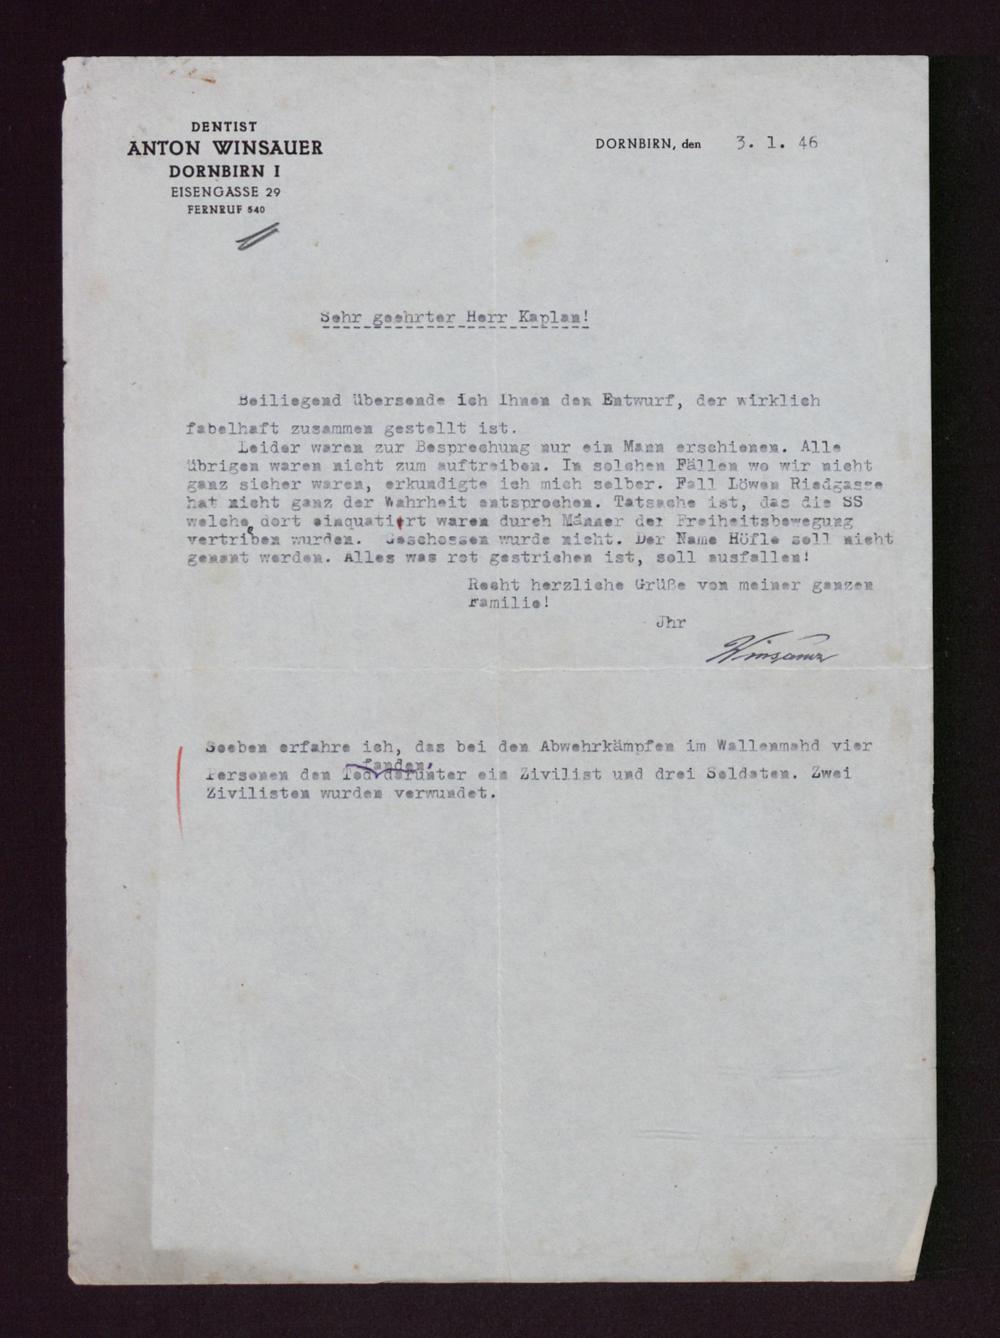 DENTIST
ANTON WINSAUER
DORNBIRN I
EISENGASSE 29
FERNRUF 540
DORNBIRN, den 3. 1. 46
Sehr geehrter Herr Kaplan!
Beiliegend übersende ich Ihnen den Entwurf, der wirklich
fabelhaft zusammen gestellt ist.
Leider waren zur Besprechung nur ein Mann erschienen. Alle
übrigen waren nicht zum auftreiben. In solchen Fällen wo wir nicht
ganz sicher waren, erkundigte ich mich selber. Fall Löwen Riedgasse
hat nicht ganz der Wahrheit entsprochen. Tatsache ist, das die SS
welche, dort einquatiert waren durch Männer der Freiheitsbewegung
vertriben wurden. Geschossen wurde nicht. Der Name Höfle soll nicht
genannt werden. Alles was rot gestrichen ist, soll ausfallen!
Recht herzliche Grüße von meiner ganzen
Familie!
Jhr
Winsauer
Soeben erfahre ich, das bei den Abwehrkämpfen im Wallenmahd vier
fanden,
Personen den Tod darunter ein Zivilist und drei Soldaten. Zwei
Zivilisten wurden verwundet.